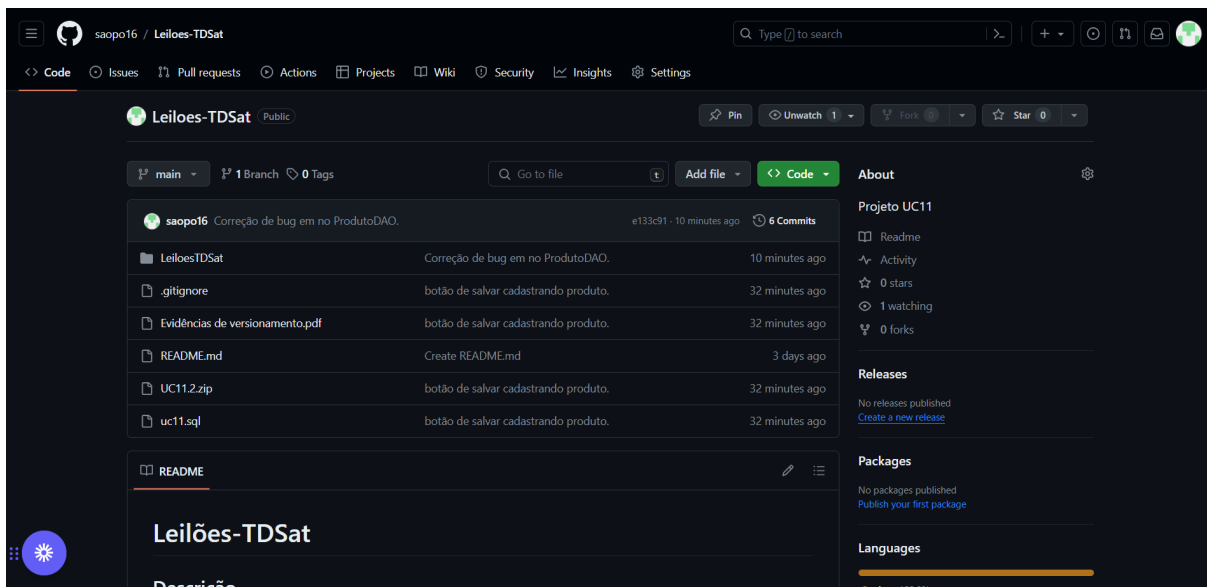 saopo16 / Leiloes-TDSat
Type / to search
Code Issues Pull requests Actions Projects Wiki Security Insights Settings
Leiloes-TDSat Public
Pin Unwatch 1 Fork 0 Star 0
main 1 Branch 0 Tags Go to file t Add file Code
saopo16 Correção de bug em no ProdutoDAO. e133c91 · 10 minutes ago 6 Commits
LeiloesTDSat Correção de bug em no ProdutoDAO. 10 minutes ago
.gitignore botão de salvar cadastrando produto. 32 minutes ago
Evidências de versionamento.pdf botão de salvar cadastrando produto. 32 minutes ago
README.md Create README.md 3 days ago
UC11.2.zip botão de salvar cadastrando produto. 32 minutes ago
uc11.sql botão de salvar cadastrando produto. 32 minutes ago
README
Leilões-TDSat
Descrição
About
Projeto UC11
Readme
Activity
0 stars
1 watching
0 forks
Releases
No releases published
Create a new release
Packages
No packages published
Publish your first package
Languages